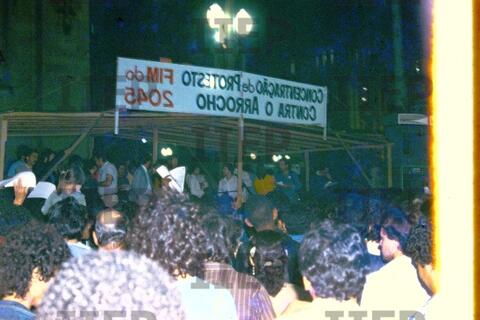 CONCENTRAÇÃO de PROTESTO FIM do
CONTRA O ARROCHO 2045